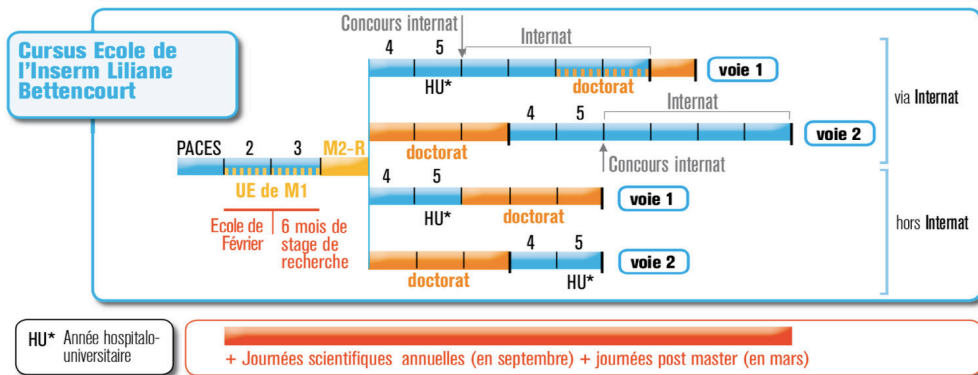 Cursus Ecole de
l'Inserm Liliane
Bettencourt
Concours internat
4 5 Internat
HU* doctorat voie 1
via Internat
4 5 Internat
doctorat voie 2
Concours internat
PACES 2 3 M2-R
UE de M1
Ecole de
Février
6 mois de
stage de
recherche
4 5
HU* doctorat voie 1
hors Internat
4 5
doctorat HU* voie 2
HU* Année hospitalo-
universitaire
+ Journées scientifiques annuelles (en septembre) + journées post master (en mars)